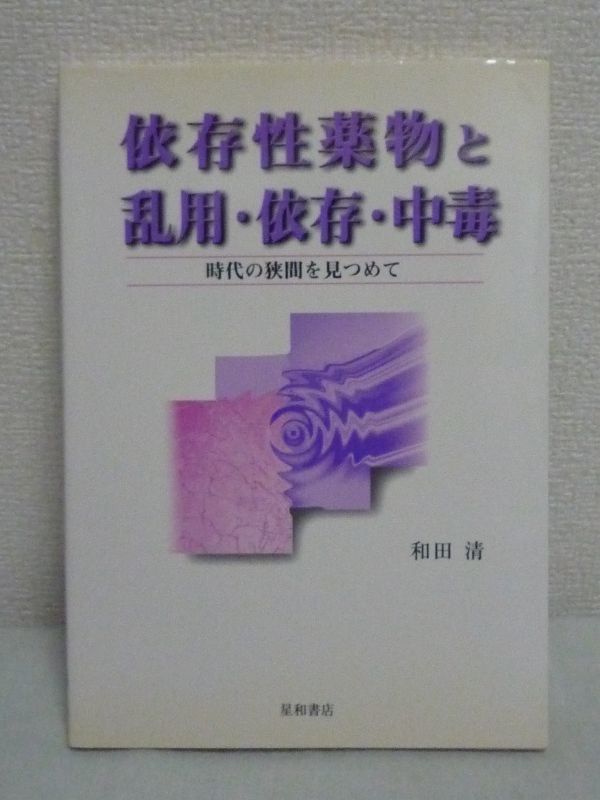 依存性薬物と
乱用・依存・中毒
時代の狭間を見つめて
和田 清
星和書店